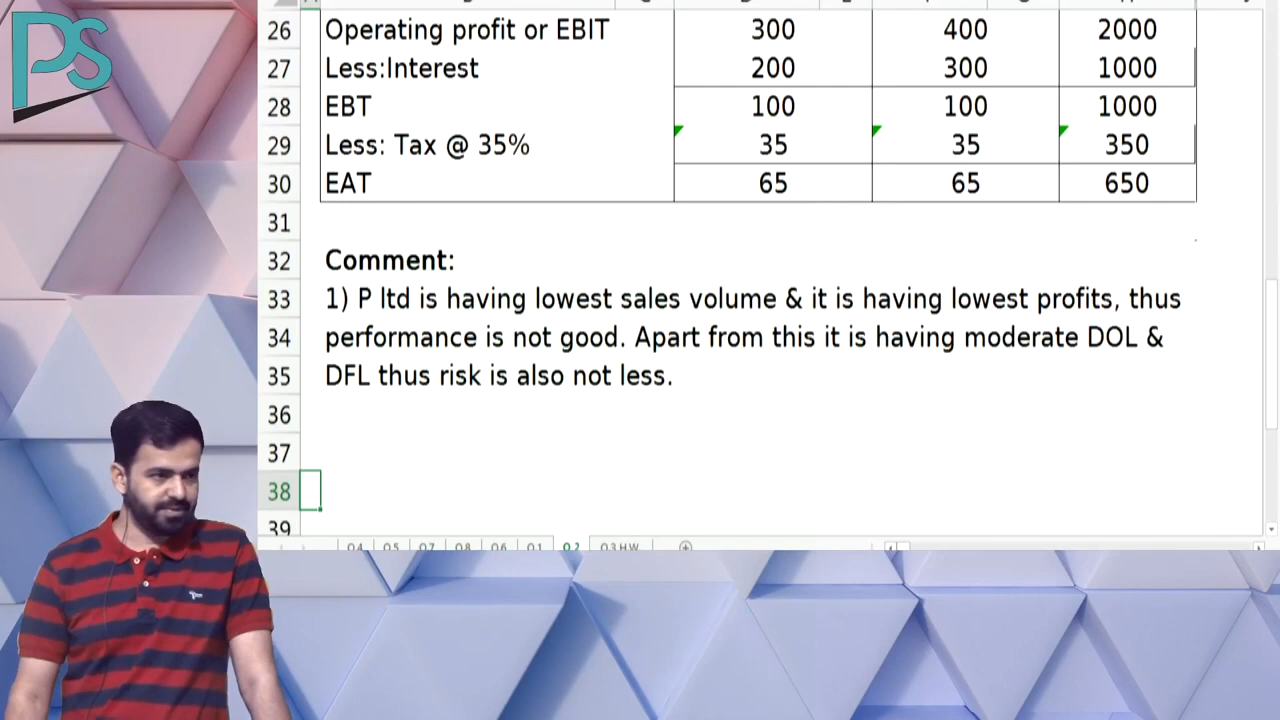 PS
26 Operating profit or EBIT 300 400 2000
27 Less:Interest 200 300 1000
28 EBT 100 100 1000
29 Less: Tax @ 35% 35 35 350
30 EAT 65 65 650
31
32 Comment:
33 1) P ltd is having lowest sales volume & it is having lowest profits, thus
34 performance is not good. Apart from this it is having moderate DOL &
35 DFL thus risk is also not less.
36
37
38
39